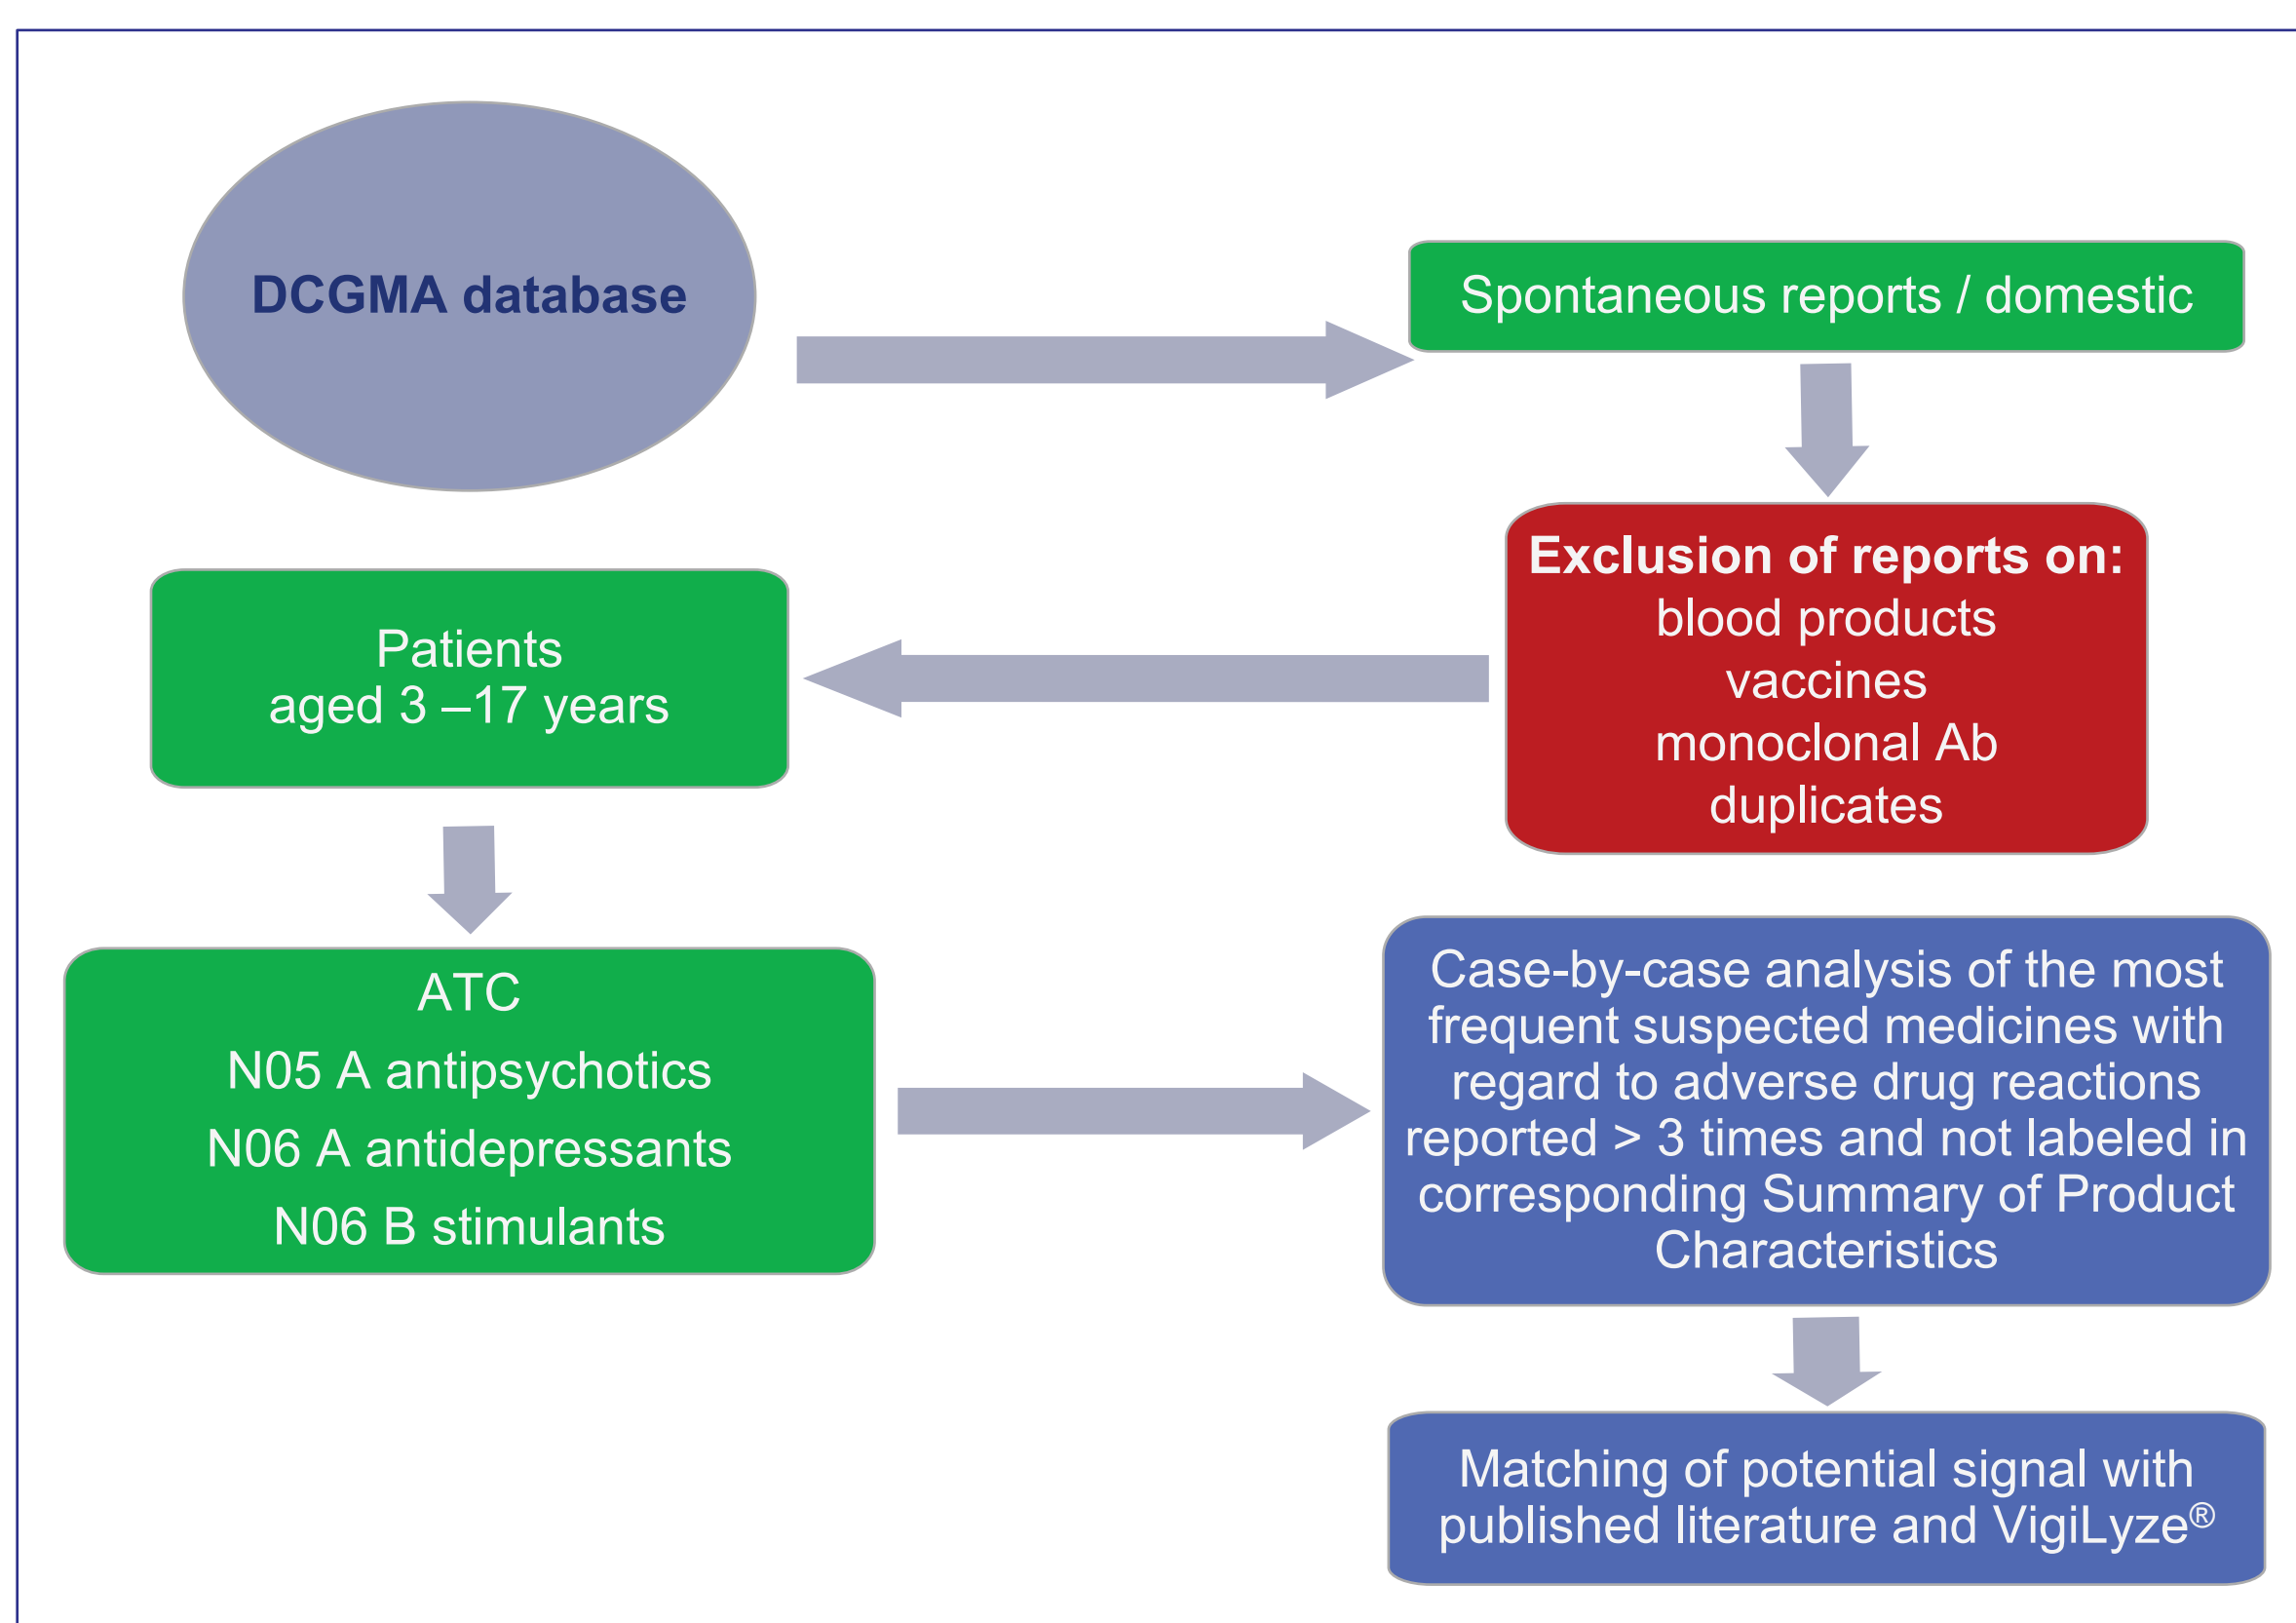 DCGMA database
Spontaneous reports / domestic
Exclusion of reports on:
blood products
vaccines
monoclonal Ab
duplicates
Patients
aged 3 –17 years
ATC
N05 A antipsychotics
N06 A antidepressants
N06 B stimulants
Case-by-case analysis of the most
frequent suspected medicines with
regard to adverse drug reactions
reported > 3 times and not labeled in
corresponding Summary of Product
Characteristics
Matching of potential signal with
published literature and VigiLyze®